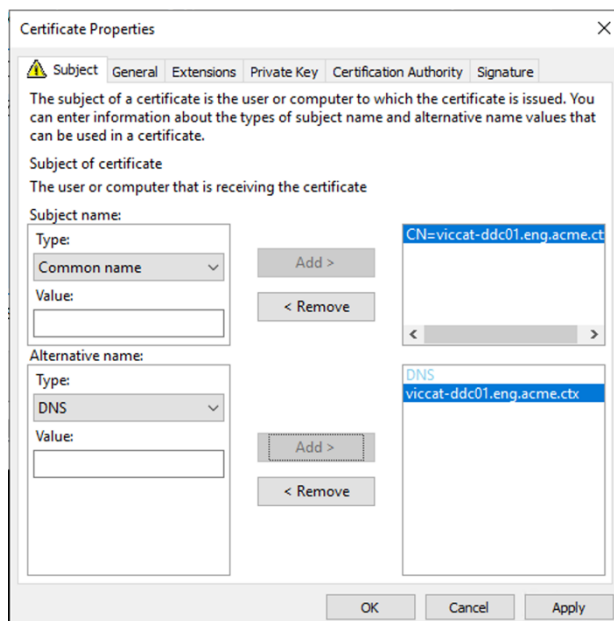 Certificate Properties
Subject General Extensions Private Key Certification Authority Signature
The subject of a certificate is the user or computer to which the certificate is issued. You
can enter information about the types of subject name and alternative name values that
can be used in a certificate.
Subject of certificate
The user or computer that is receiving the certificate
Subject name:
Type:
Common name
Value:
Add >
< Remove
CN=viccat-ddc01.eng.acme.ct
Alternative name:
Type:
DNS
Value:
Add >
< Remove
DNS
viccat-ddc01.eng.acme.ctx
OK Cancel Apply